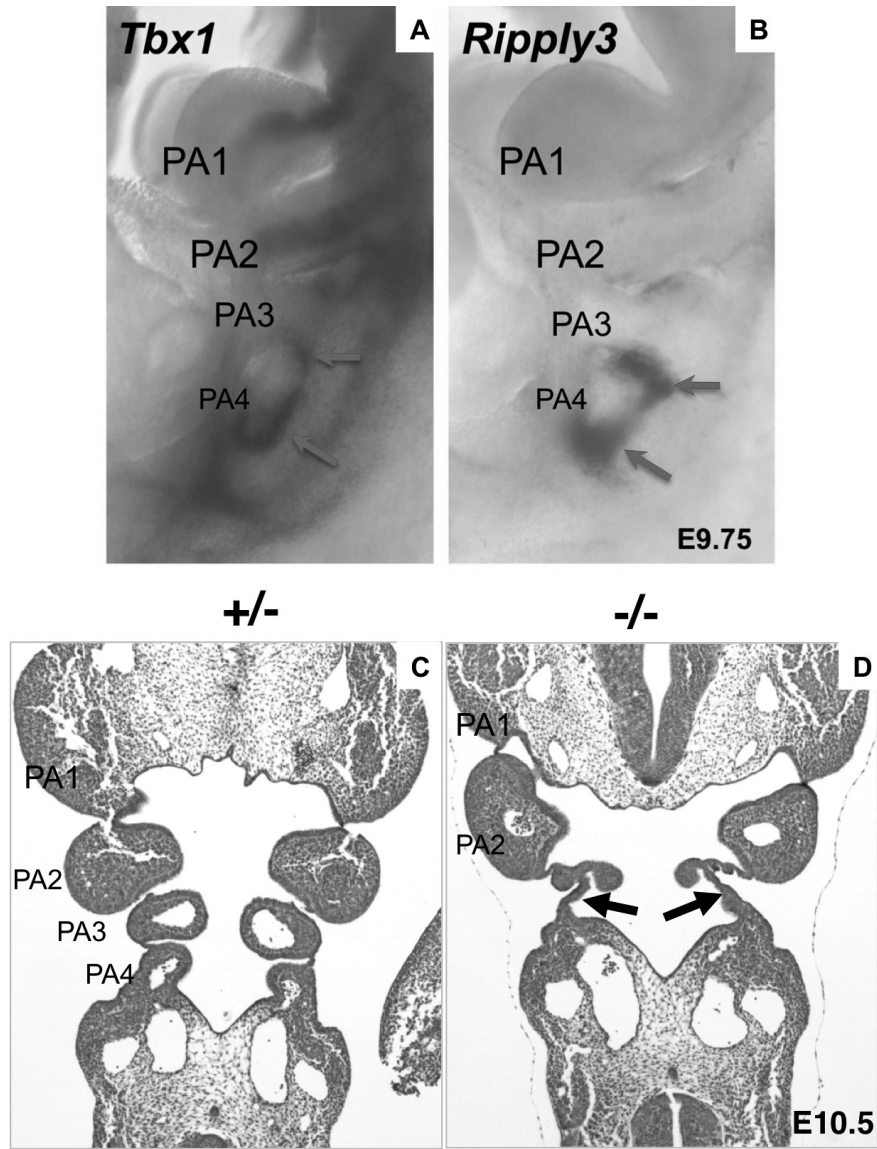 Tbx1
A
PA1
PA2
PA3
PA4
Ripply3
B
PA1
PA2
PA3
PA4
E9.75
+/-
-/-
C
PA1
PA2
PA3
PA4
D
PA1
PA2
E10.5